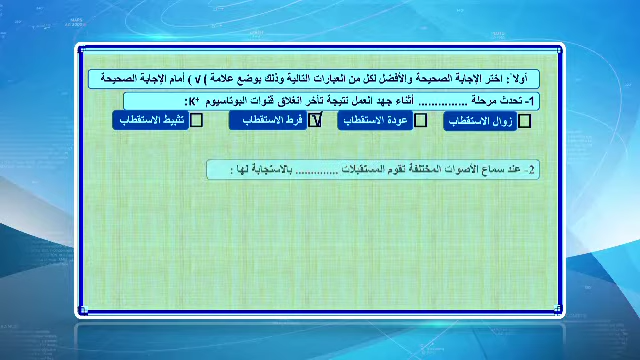 أولاً: اختر الإجابة الصحيحة والأفضل لكل من العبارات التالية وذلك بوضع علامة ( √ ) أمام الإجابة الصحيحة
1- تحدث مرحلة .............. أثناء جهد العمل نتيجة تأخر انغلاق قنوات البوتاسيوم K⁺:
زوال الاستقطاب عودة الاستقطاب √ فرط الاستقطاب تثبيط الاستقطاب
2- عند سماع الأصوات المختلفة تقوم المستقبلات ............. بالاستجابة لها :